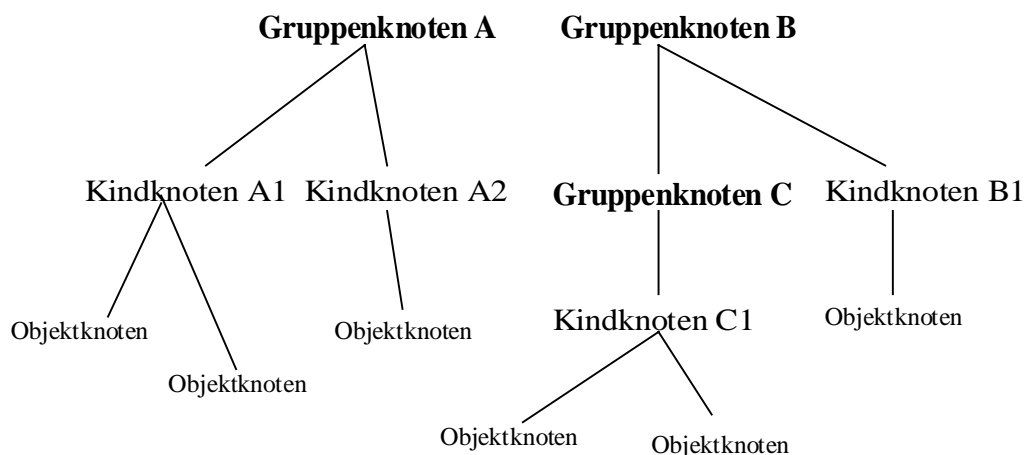 Gruppenknoten A
Gruppenknoten B
Kindknoten A1
Kindknoten A2
Gruppenknoten C
Kindknoten B1
Objektknoten
Objektknoten
Kindknoten C1
Objektknoten
Objektknoten
Objektknoten
Objektknoten